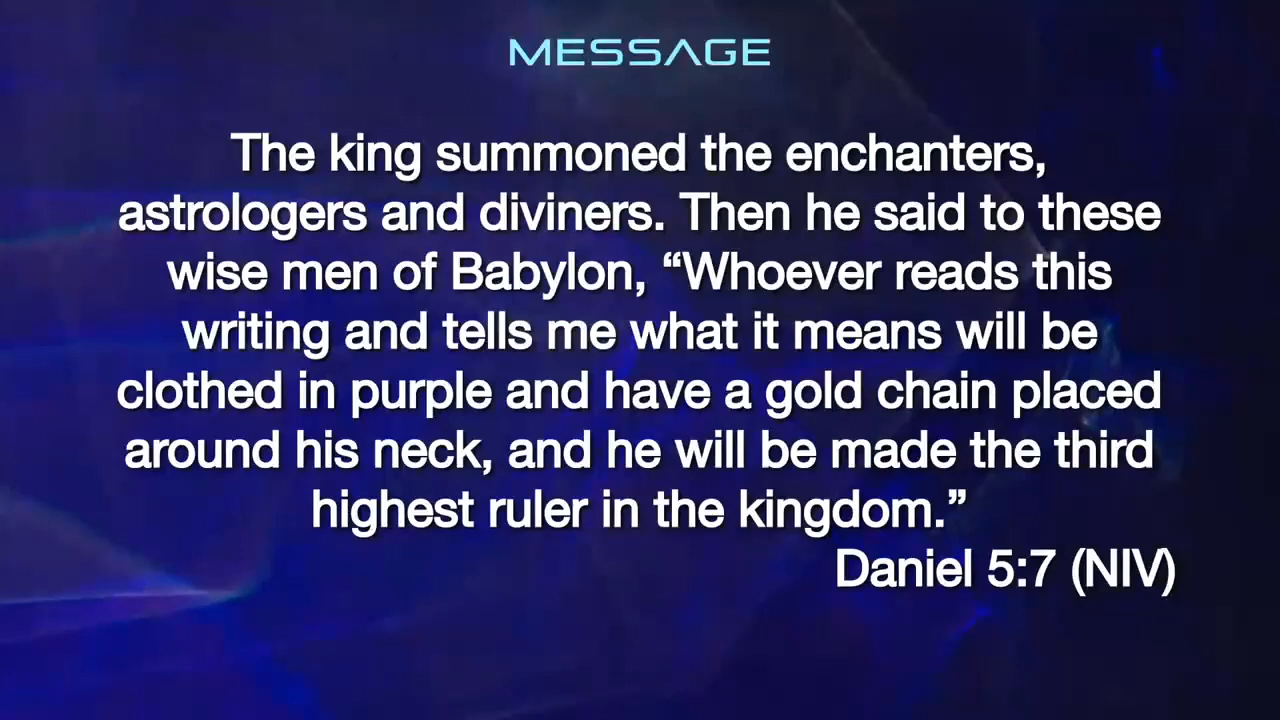 MESSAGE
The king summoned the enchanters,
astrologers and diviners. Then he said to these
wise men of Babylon, “Whoever reads this
writing and tells me what it means will be
clothed in purple and have a gold chain placed
around his neck, and he will be made the third
highest ruler in the kingdom.”
Daniel 5:7 (NIV)